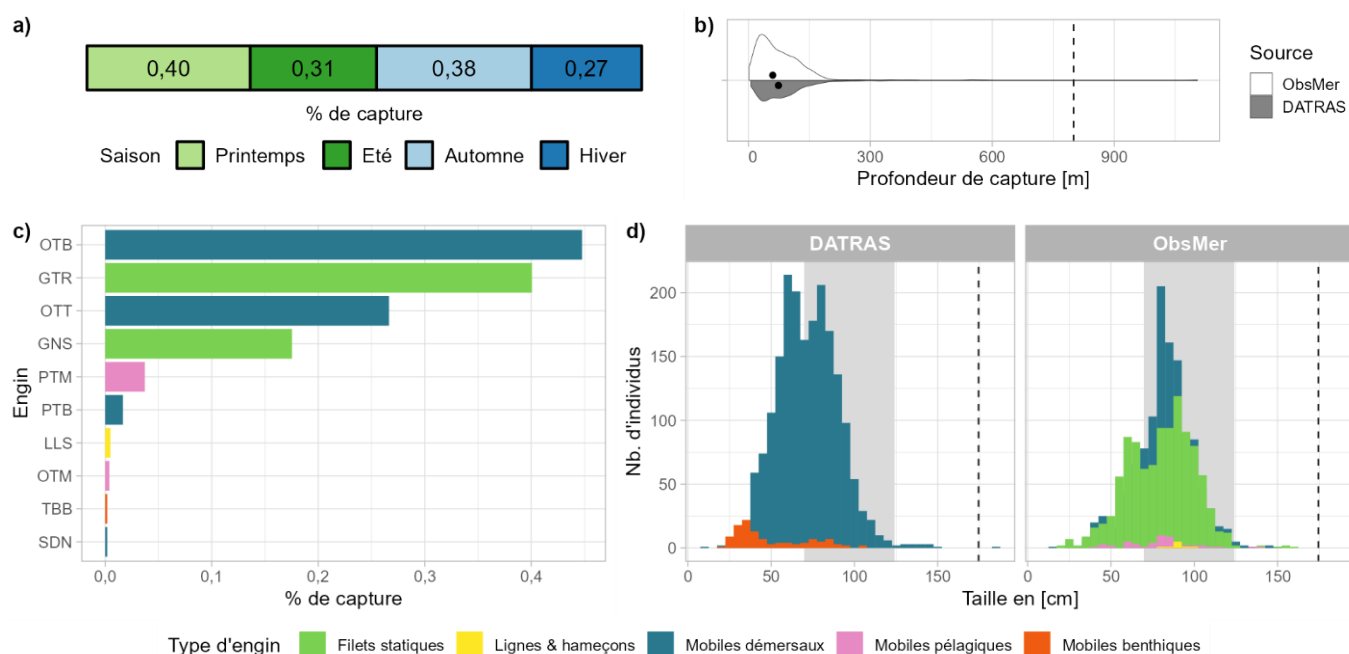 a)
0,40 0,31 0,38 0,27
% de capture
Saison Printemps Eté Automne Hiver
b)
0 300 600 900
Profondeur de capture [m]
Source
ObsMer
DATRAS
c)
Engin
OTB
GTR
OTT
GNS
PTM
PTB
LLS
OTM
TBB
SDN
0,0 0,1 0,2 0,3 0,4
% de capture
d)
DATRAS ObsMer
Nb. d'individus
200
150
100
50
0
0 50 100 150 0 50 100 150
Taille en [cm]
Type d'engin Filets statiques Lignes & hameçons Mobiles démersaux Mobiles pélagiques Mobiles benthiques